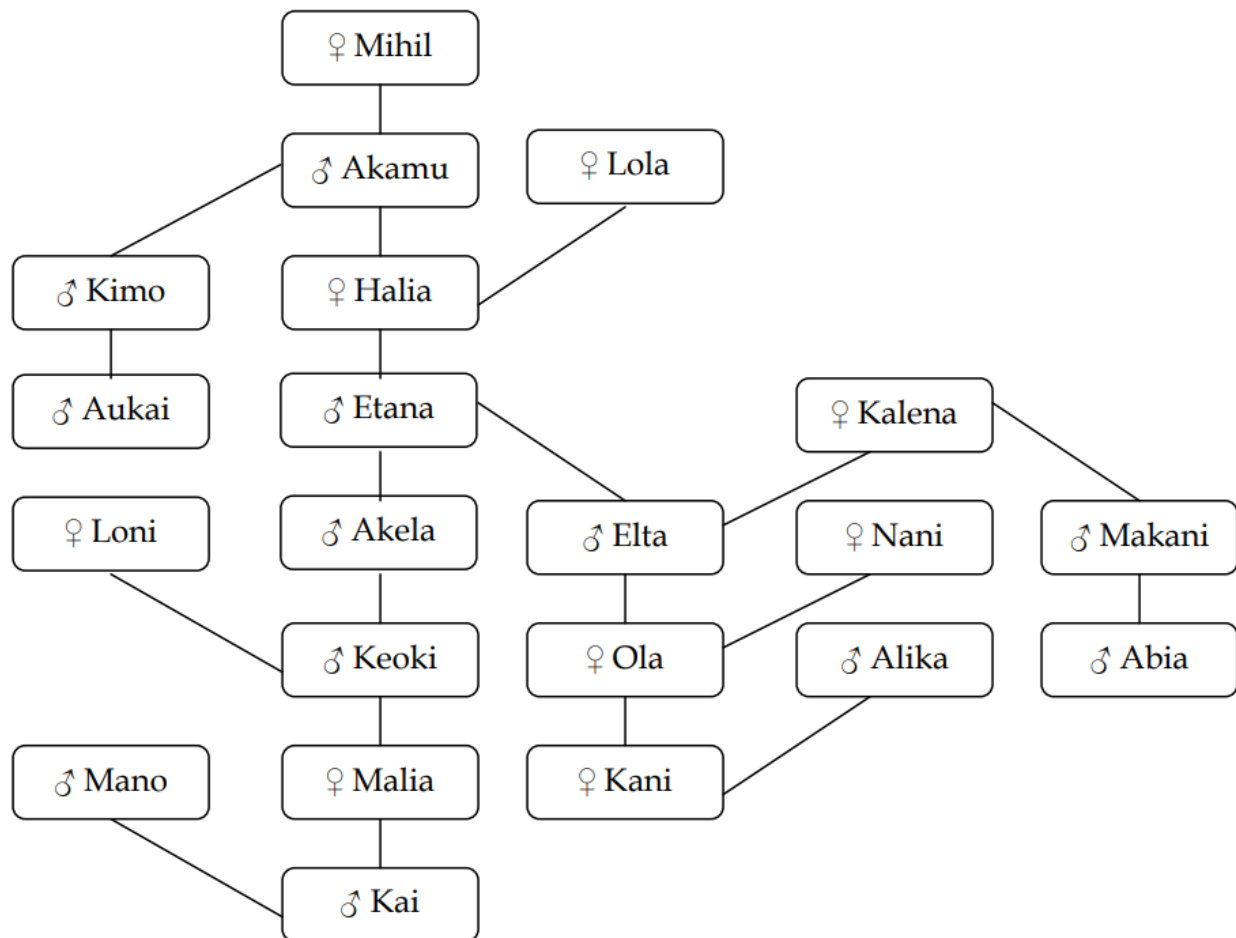 ♀ Mihil
♂ Akamu
♀ Lola
♂ Kimo
♀ Halia
♂ Aukai
♂ Etana
♀ Kalena
♀ Loni
♂ Akela
♂ Elta
♀ Nani
♂ Makani
♂ Keoki
♀ Ola
♂ Alika
♂ Abia
♂ Mano
♀ Malia
♀ Kani
♂ Kai